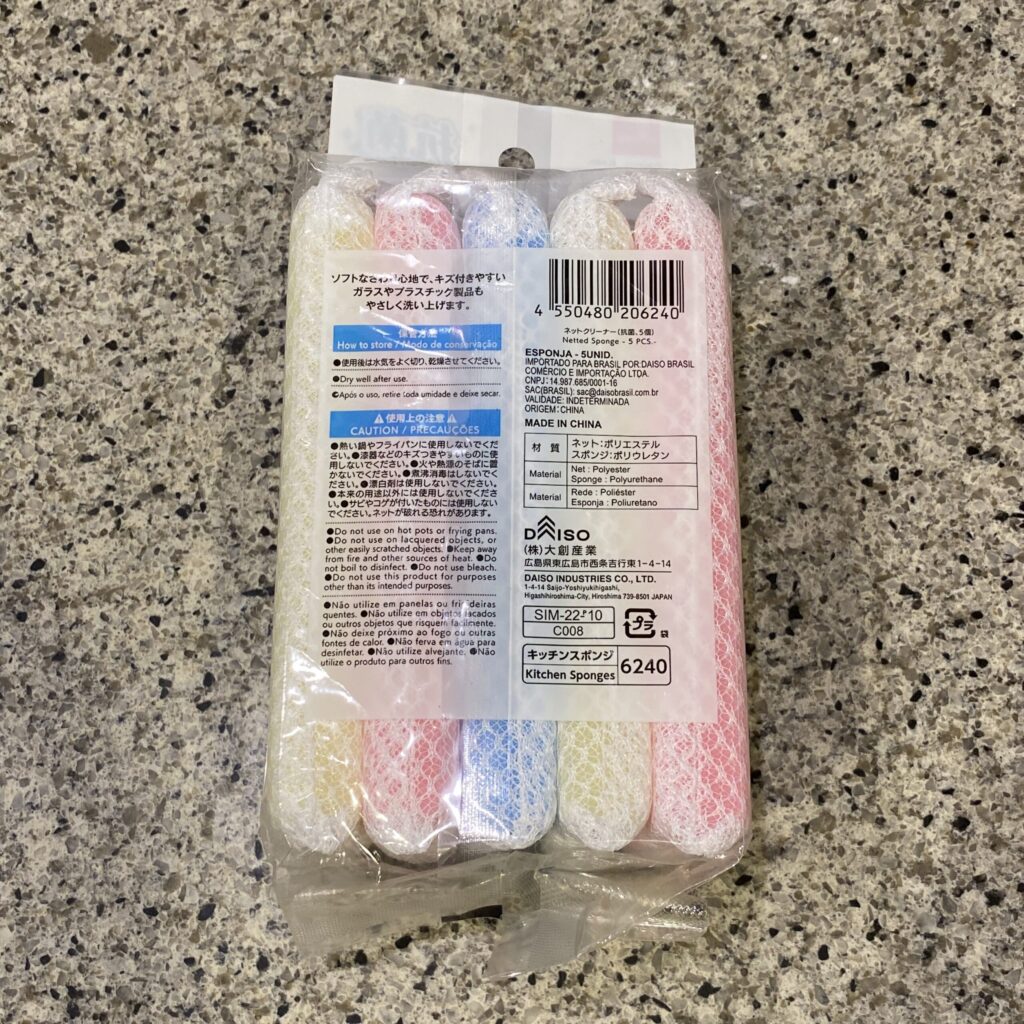 抗菌
ソフトなさわり心地で、キズ付きやすい
ガラスやプラスチック製品も
やさしく洗い上げます。
保管方法
How to store / Modo de conservação
●使用後は水気をよく切り、乾燥させてください。
●Dry well after use.
●Após o uso, retire toda umidade e deixe secar.
⚠使用上の注意⚠
CAUTION / PRECAUÇÕES
●熱い鍋やフライパンに使用しないでくだ
さい。●漆器などのキズつきやすいものに使
用しないでください。●火や熱源のそばに置
かないでください。●煮沸消毒はしないでく
ださい。●漂白剤は使用しないでください。
●本来の用途以外には使用しないでくださ
い。●サビやコゲが付いたものには使用しない
でください。ネットが破れる恐れがあります。
●Do not use on hot pots or frying pans.
●Do not use on lacquered objects, or
other easily scratched objects. ●Keep away
from fire and other sources of heat. ●Do
not boil to disinfect. ●Do not use bleach.
●Do not use this product for purposes
other than its intended purposes.
●Não utilize em panelas ou frigideiras
quentes. ●Não utilize em objetos lacados
ou outros objetos que risquem facilmente.
●Não deixe próximo ao fogo ou outras
fontes de calor. ●Não ferva em água para
desinfetar. ●Não utilize alvejante. ●Não
utilize o produto para outros fins.
4 550480 206240
ネットクリーナー(抗菌、5個)
Netted Sponge - 5 PCS.-
ESPONJA - 5UNID.
IMPORTADO PARA BRASIL POR:DAISO BRASIL
COMÉRCIO E IMPORTAÇÃO LTDA.
CNPJ:14.987.685/0001-16
SAC(BRASIL): sac@daisobrasil.com.br
VALIDADE: INDETERMINADA
ORIGEM:CHINA
MADE IN CHINA
材 質 ネット:ポリエステル
スポンジ:ポリウレタン
Material Net : Polyester
Sponge : Polyurethane
Material Rede : Poliéster
Esponja : Poliuretano
DAISO
(株)大創産業
広島県東広島市西条吉行東1-4-14
DAISO INDUSTRIES CO., LTD.
1-4-14 Saijo-Yoshiyukihigashi,
Higashihiroshima-City, Hiroshima 739-8501 JAPAN
SIM-22-10
C008
プラ
袋
キッチンスポンジ
Kitchen Sponges
6240